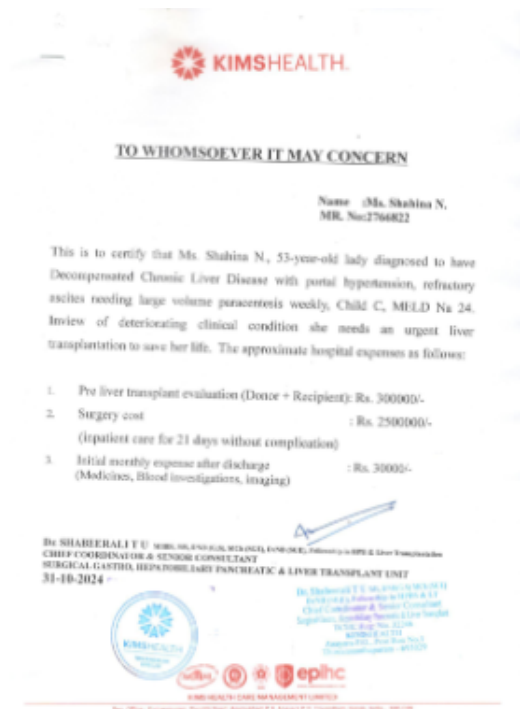 KIMSHEALTH.
TO WHOMSOEVER IT MAY CONCERN
Name :Ms. Shahina N.
MR. No:2766822
This is to certify that Ms. Shahina N., 53-year-old lady diagnosed to have
Decompensated Chronic Liver Disease with portal hypertension, refractory
ascites needing large volume paracentesis weekly, Child C, MELD Na 24.
Inview of deteriorating clinical condition she needs an urgent liver
transplantation to save her life. The approximate hospital expenses as follows:
1. Pre liver transplant evaluation (Donor + Recipient): Rs. 300000/-
2. Surgery cost : Rs. 2500000/-
(inpatient care for 21 days without complication)
3. Initial monthly expense after discharge : Rs. 30000/-
(Medicines, Blood investigations, imaging)
Dr SHABEERALI T U
CHIEF COORDINATOR & SENIOR CONSULTANT
SURGICAL GASTRO, HEPATOBILIARY PANCREATIC & LIVER TRANSPLANT UNIT
31-10-2024
KIMSHEALTH
epihc
KIMSHEALTH CARE MANAGEMENT LIMITED